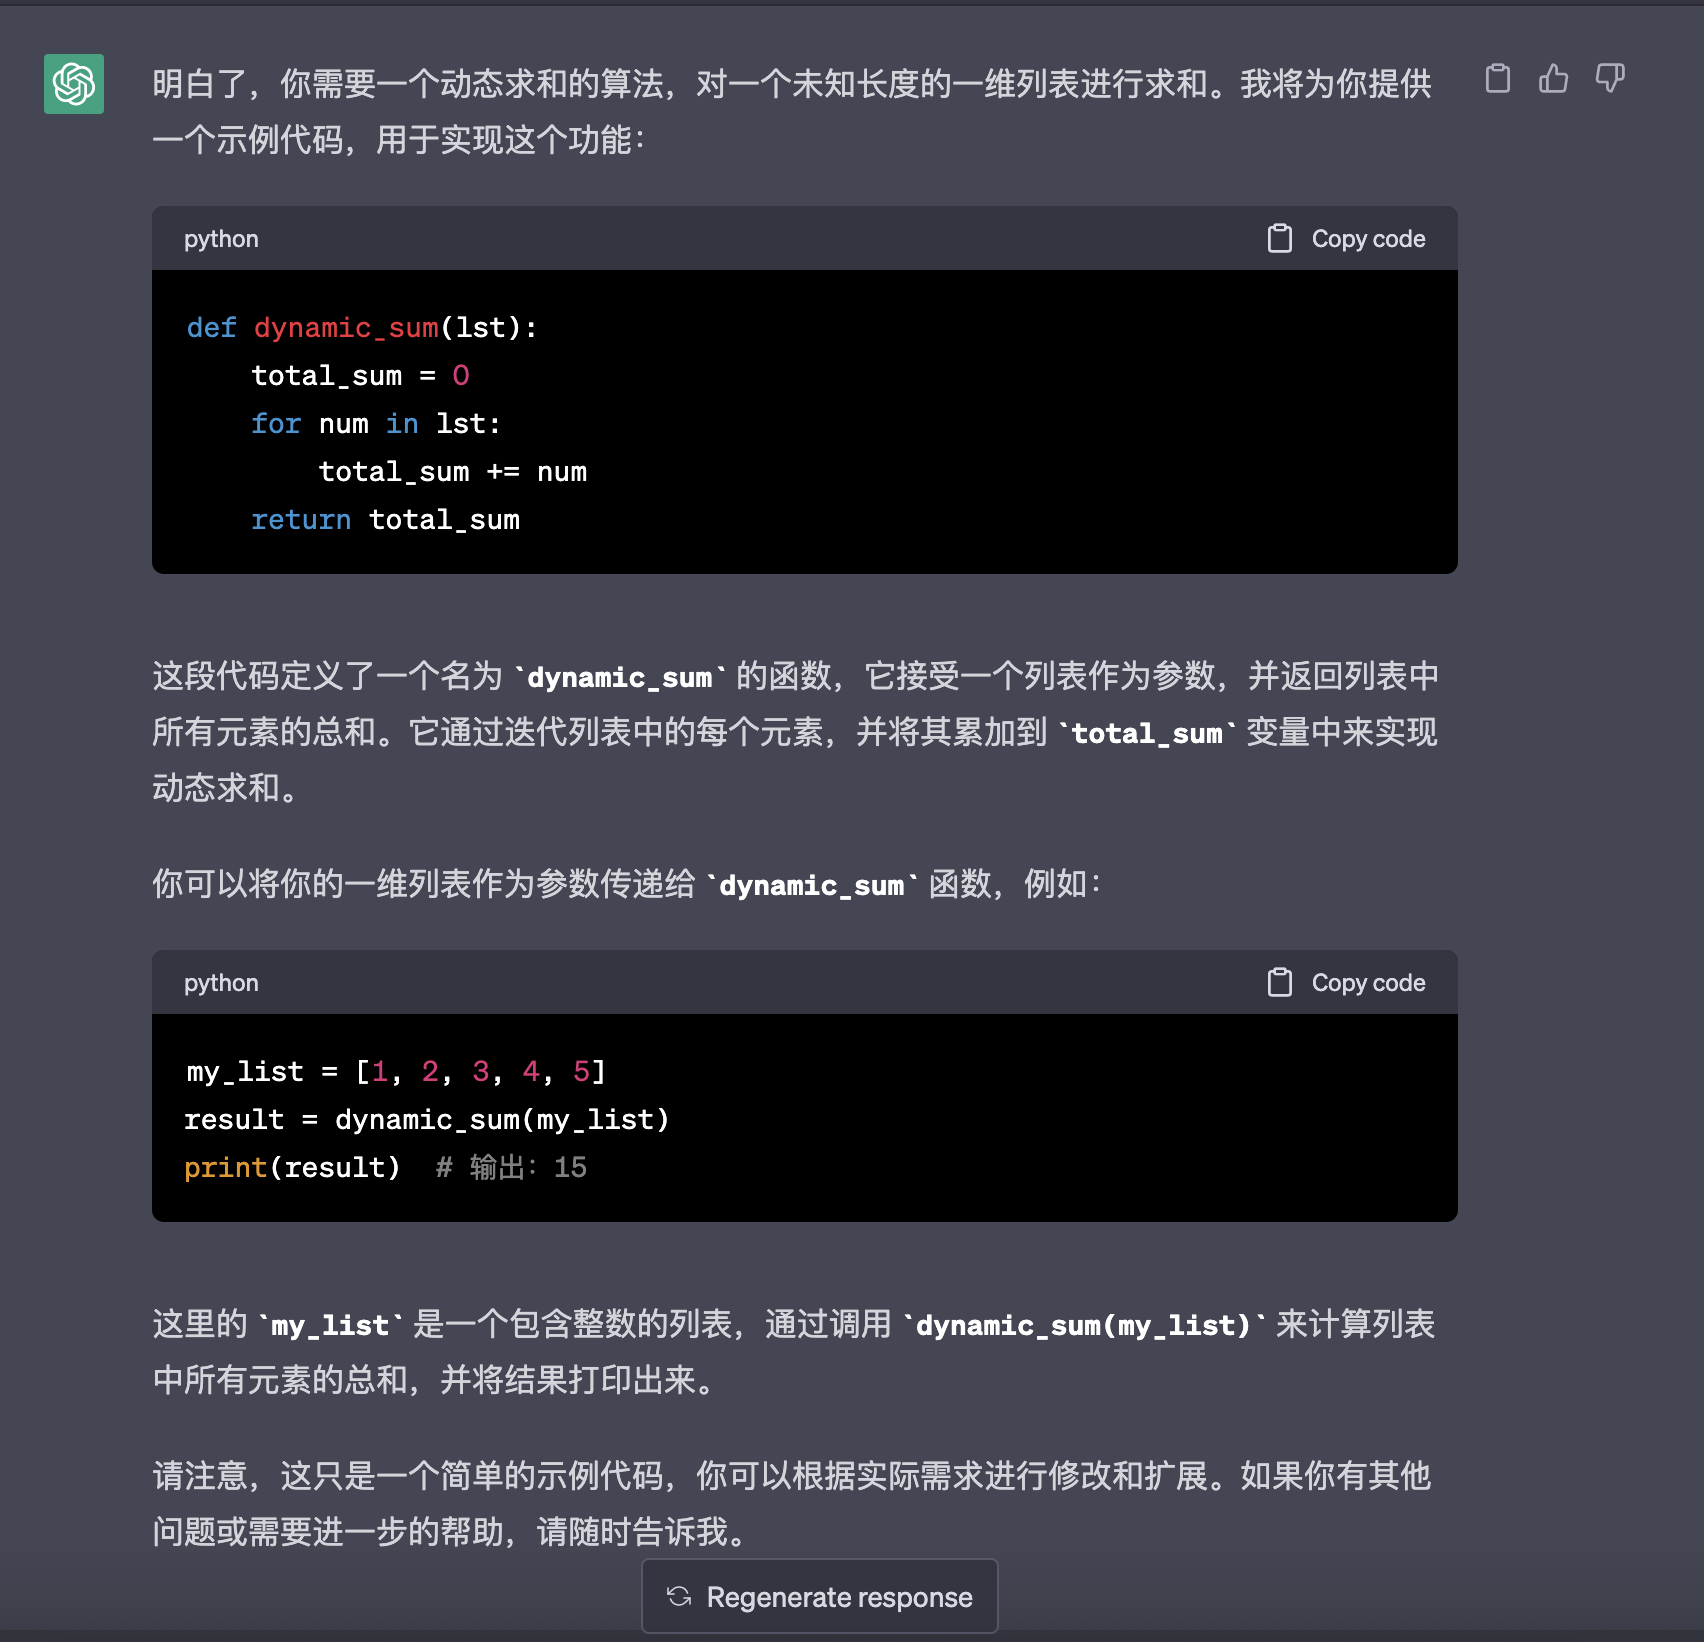 明白了，你需要一个动态求和的算法，对一个未知长度的一维列表进行求和。我将为你提供
一个示例代码，用于实现这个功能：
python
Copy code
def dynamic_sum(lst):
    total_sum = 0
    for num in lst:
        total_sum += num
    return total_sum
这段代码定义了一个名为 `dynamic_sum` 的函数，它接受一个列表作为参数，并返回列表中
所有元素的总和。它通过迭代列表中的每个元素，并将其累加到 `total_sum` 变量中来实现
动态求和。
你可以将你的一维列表作为参数传递给 `dynamic_sum` 函数，例如：
python
Copy code
my_list = [1, 2, 3, 4, 5]
result = dynamic_sum(my_list)
print(result)  # 输出：15
这里的 `my_list` 是一个包含整数的列表，通过调用 `dynamic_sum(my_list)` 来计算列表
中所有元素的总和，并将结果打印出来。
请注意，这只是一个简单的示例代码，你可以根据实际需求进行修改和扩展。如果你有其他
问题或需要进一步的帮助，请随时告诉我。
Regenerate response